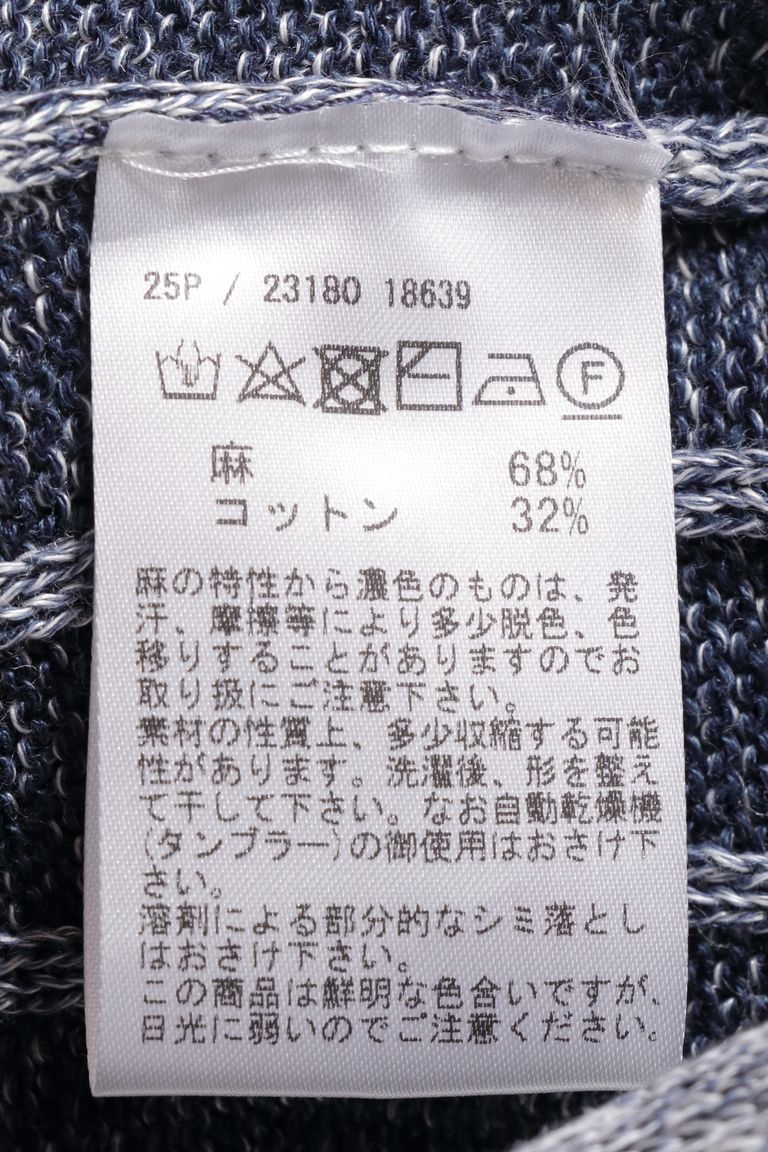 25P / 23180 18639
F
麻 68%
コットン 32%
麻の特性から濃色のものは、発
汗、摩擦等により多少脱色、色
移りすることがありますのでお
取り扱にご注意下さい。
素材の性質上、多少収縮する可能
性があります。洗濯後、形を整え
て干して下さい。なお自動乾燥機
(タンブラー)の御使用はおさけ下
さい。
溶剤による部分的なシミ落とし
はおさけ下さい。
この商品は鮮明な色合いですが、
日光に弱いのでご注意ください。